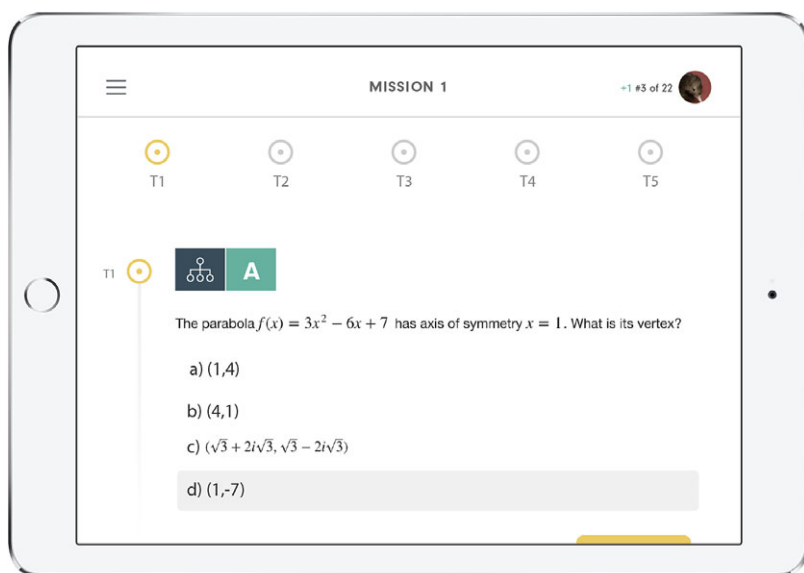 MISSION 1
+1 #3 of 22
T1 T2 T3 T4 T5
T1
A
The parabola f(x) = 3x² − 6x + 7 has axis of symmetry x = 1. What is its vertex?
a) (1,4)
b) (4,1)
c) (√3 + 2i√3, √3 − 2i√3)
d) (1,-7)